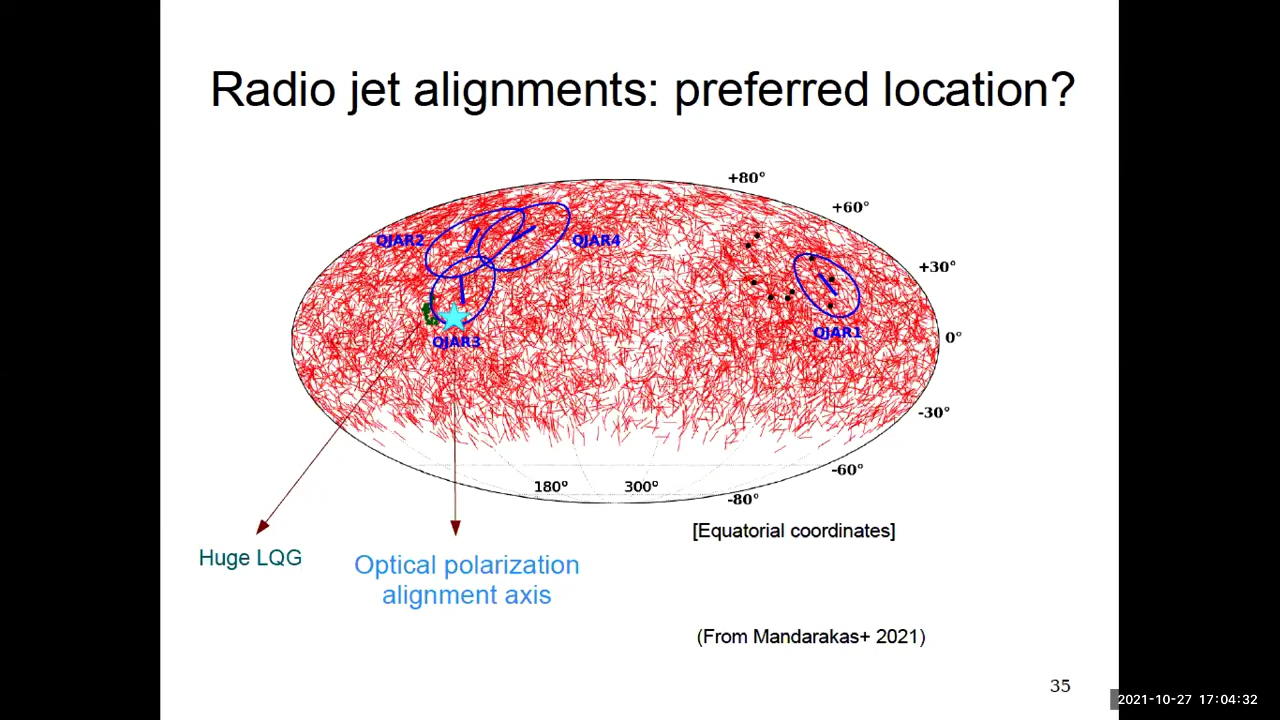 Radio jet alignments: preferred location?
+80°
+60°
QJAR2
QJAR4
+30°
QJAR1
0°
QJAR3
-30°
-60°
180°
300°
-80°
[Equatorial coordinates]
Huge LQG
Optical polarization
alignment axis
(From Mandarakas+ 2021)
35
2021-10-27 17:04:32